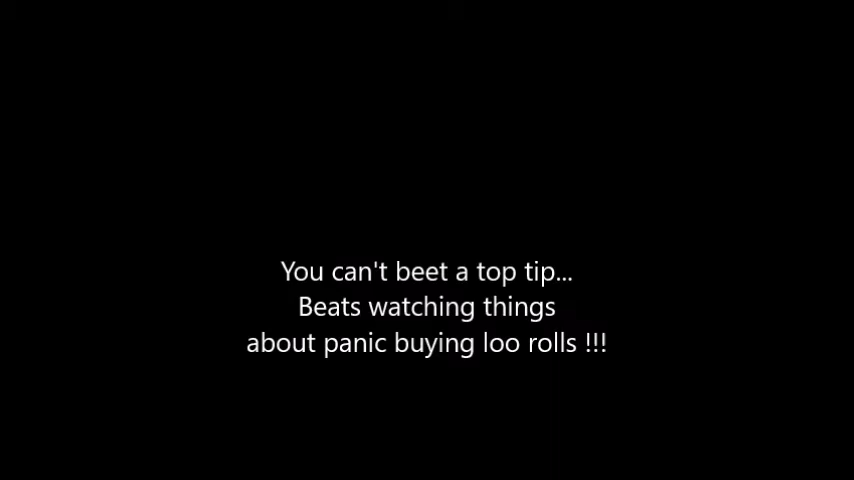 You can't beet a top tip...
Beats watching things
about panic buying loo rolls !!!